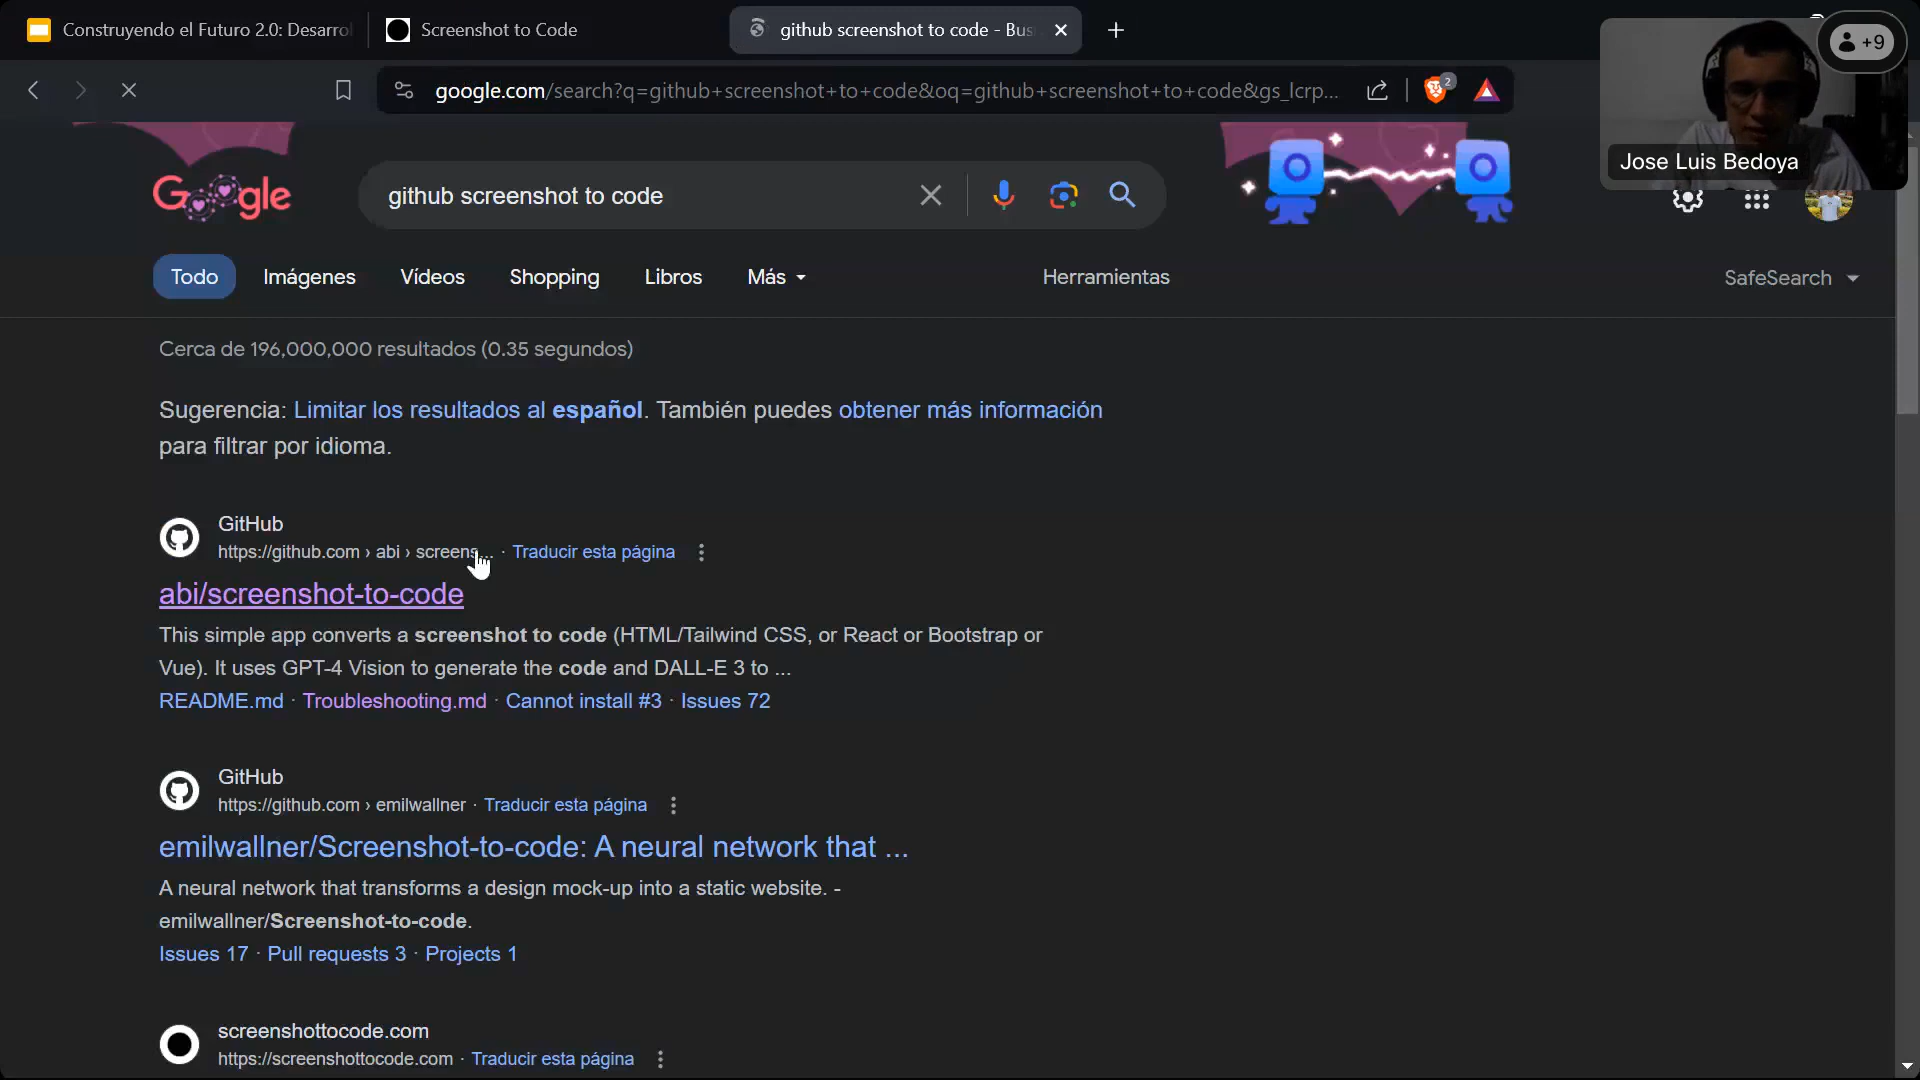 Construyendo el Futuro 2.0: Desarrol
Screenshot to Code
github screenshot to code - Bus
+9
google.com/search?q=github+screenshot+to+code&oq=github+screenshot+to+code&gs_lcrp...
2
Jose Luis Bedoya
Google
github screenshot to code
Todo
Imágenes
Vídeos
Shopping
Libros
Más
Herramientas
SafeSearch
Cerca de 196,000,000 resultados (0.35 segundos)
Sugerencia: Limitar los resultados al español. También puedes obtener más información
para filtrar por idioma.
GitHub
https://github.com › abi › screens... · Traducir esta página
abi/screenshot-to-code
This simple app converts a screenshot to code (HTML/Tailwind CSS, or React or Bootstrap or
Vue). It uses GPT-4 Vision to generate the code and DALL-E 3 to ...
README.md · Troubleshooting.md · Cannot install #3 · Issues 72
GitHub
https://github.com › emilwallner · Traducir esta página
emilwallner/Screenshot-to-code: A neural network that ...
A neural network that transforms a design mock-up into a static website. -
emilwallner/Screenshot-to-code.
Issues 17 · Pull requests 3 · Projects 1
screenshottocode.com
https://screenshottocode.com · Traducir esta página